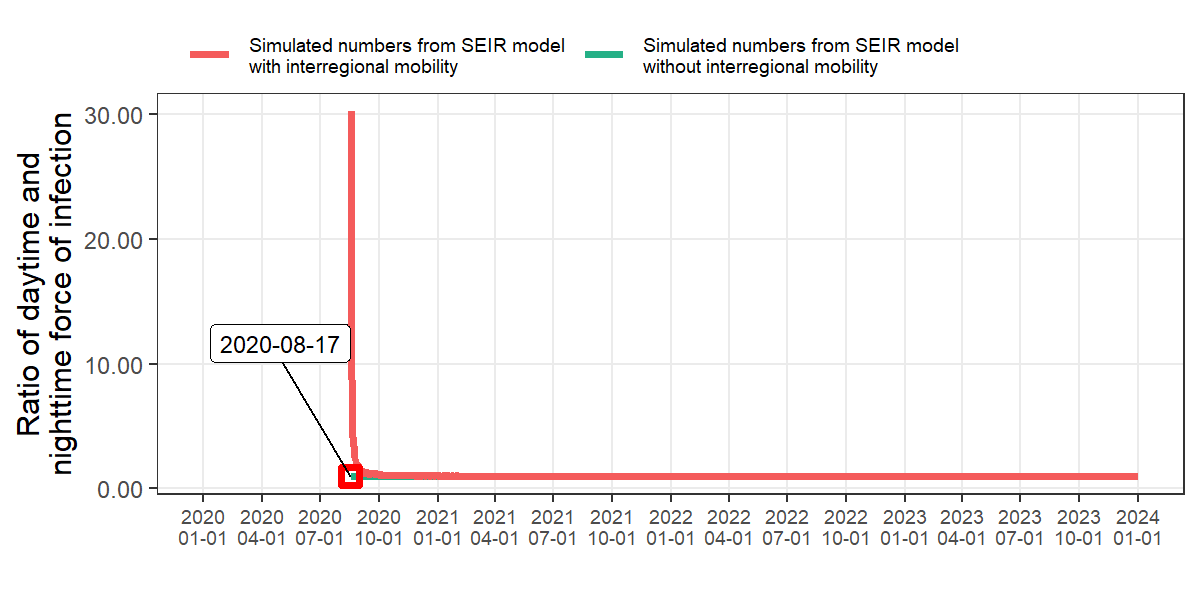 Simulated numbers from SEIR model
with interregional mobility
Simulated numbers from SEIR model
without interregional mobility
Ratio of daytime and
nighttime force of infection
30.00
20.00
10.00
0.00
2020-08-17
2020 2020 2020 2020 2021 2021 2021 2021 2022 2022 2022 2022 2023 2023 2023 2023 2024
01-01 04-01 07-01 10-01 01-01 04-01 07-01 10-01 01-01 04-01 07-01 10-01 01-01 04-01 07-01 10-01 01-01